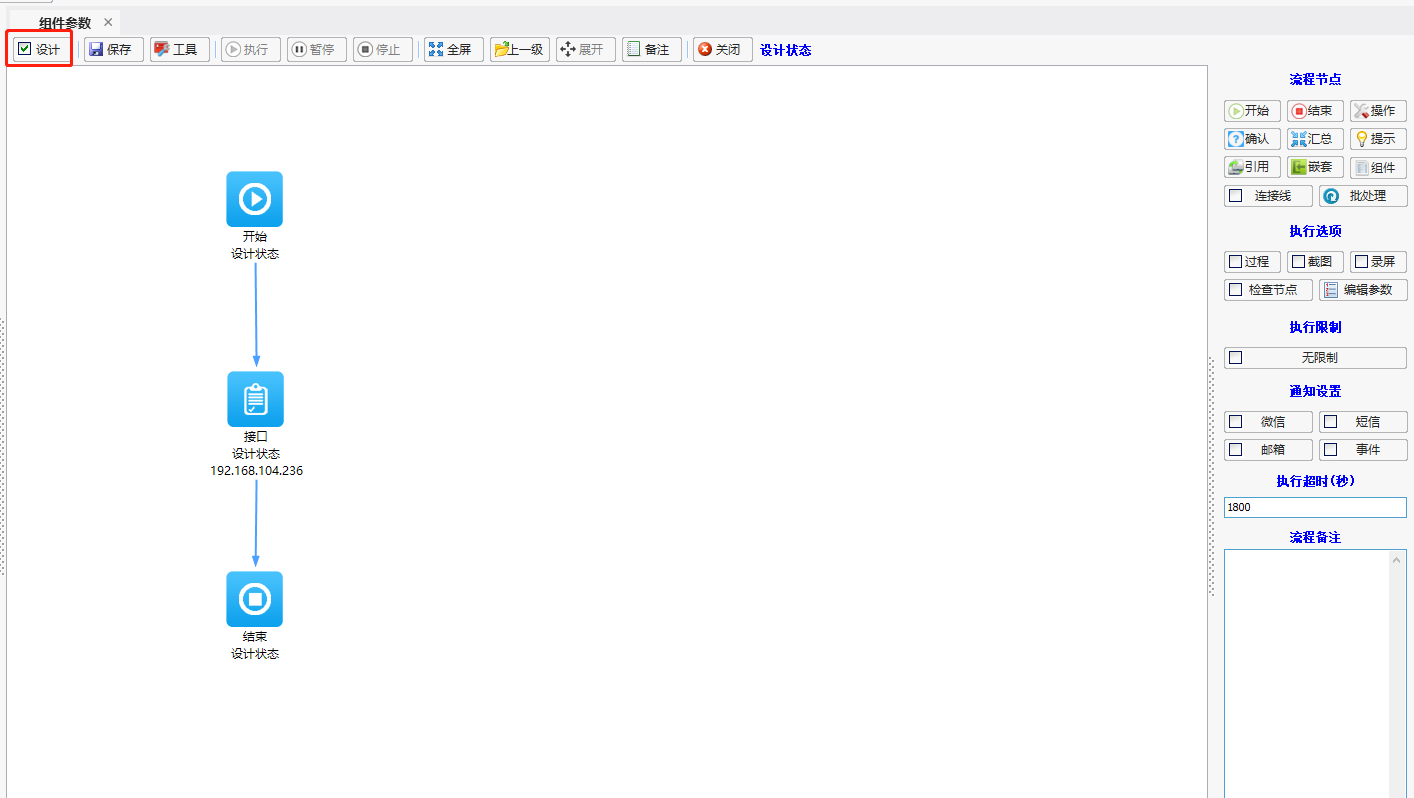 组件参数
设计 保存 工具 执行 暂停 停止 全屏 上一级 展开 备注 关闭 设计状态
开始
设计状态
接口
设计状态
192.168.104.236
结束
设计状态
流程节点
开始 结束 操作
确认 汇总 提示
引用 嵌套 组件
连接线 批处理
执行选项
过程 截图 录屏
检查节点 编辑参数
执行限制
无限制
通知设置
微信 短信
邮箱 事件
执行超时(秒)
1800
流程备注